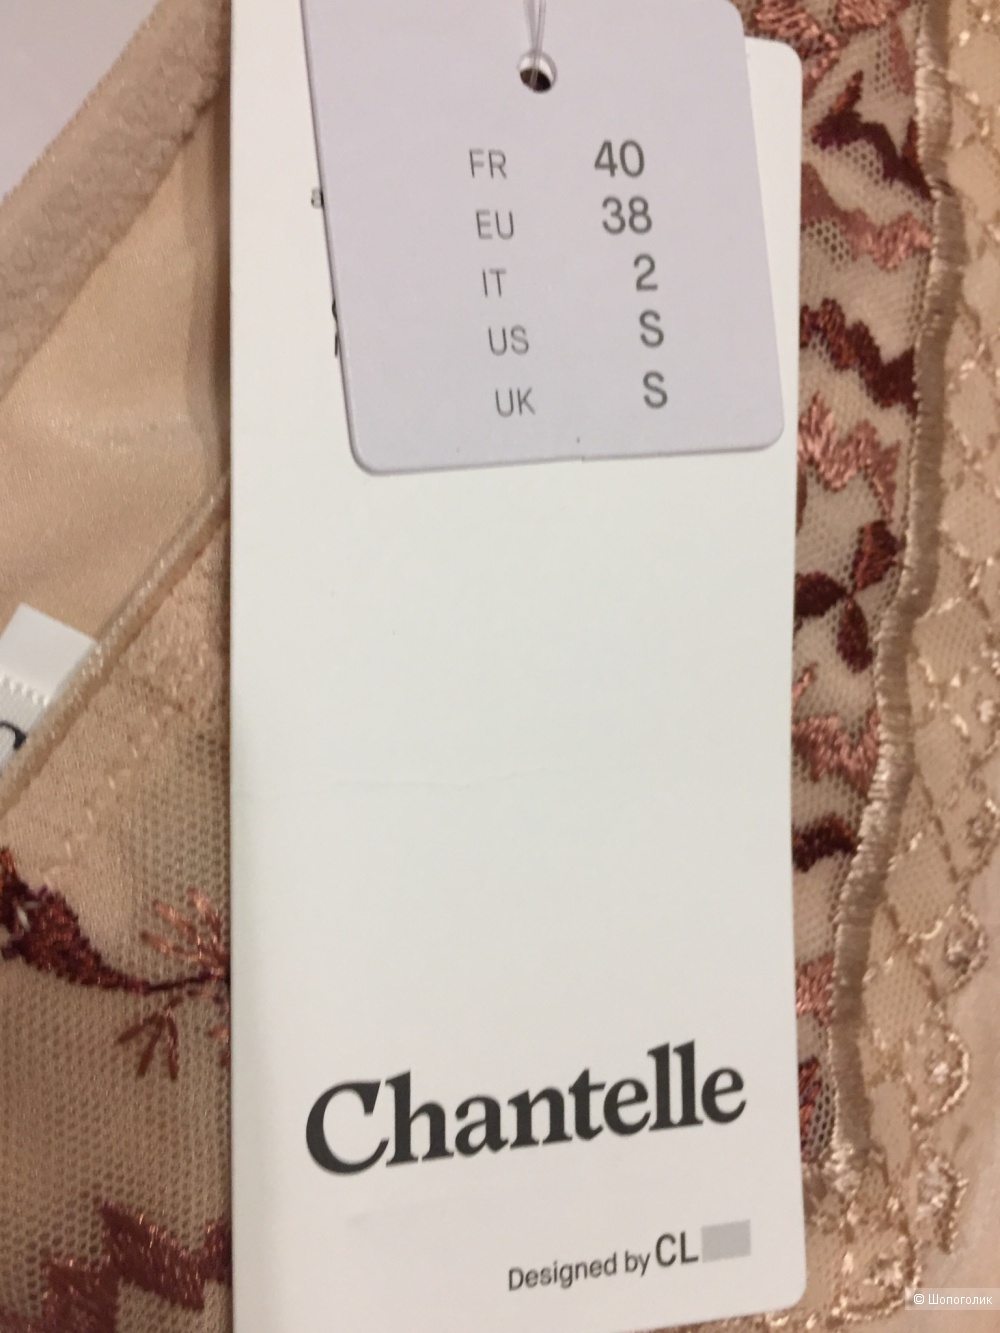 FR 40
EU 38
IT 2
US S
UK S
Chantelle
Designed by CL
© Шопоголик